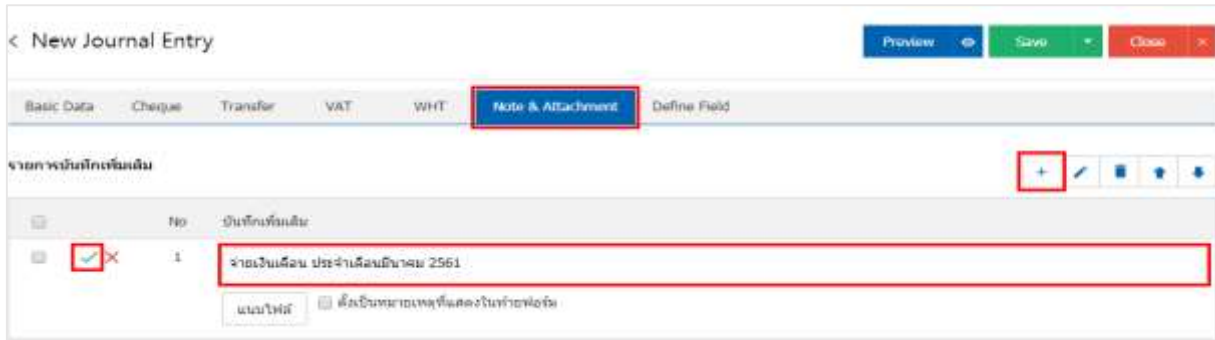 < New Journal Entry Preview Save Close ×
Basic Data Cheque Transfer VAT WHT Note & Attachment Define Field
รายการบันทึกเพิ่มเติม
No บันทึกเพิ่มเติม
1 จ่ายเงินเดือน ประจำเดือนมีนาคม 2561
แนบไฟล์ ตั้งเป็นหมายเหตุที่แสดงในท้ายฟอร์ม